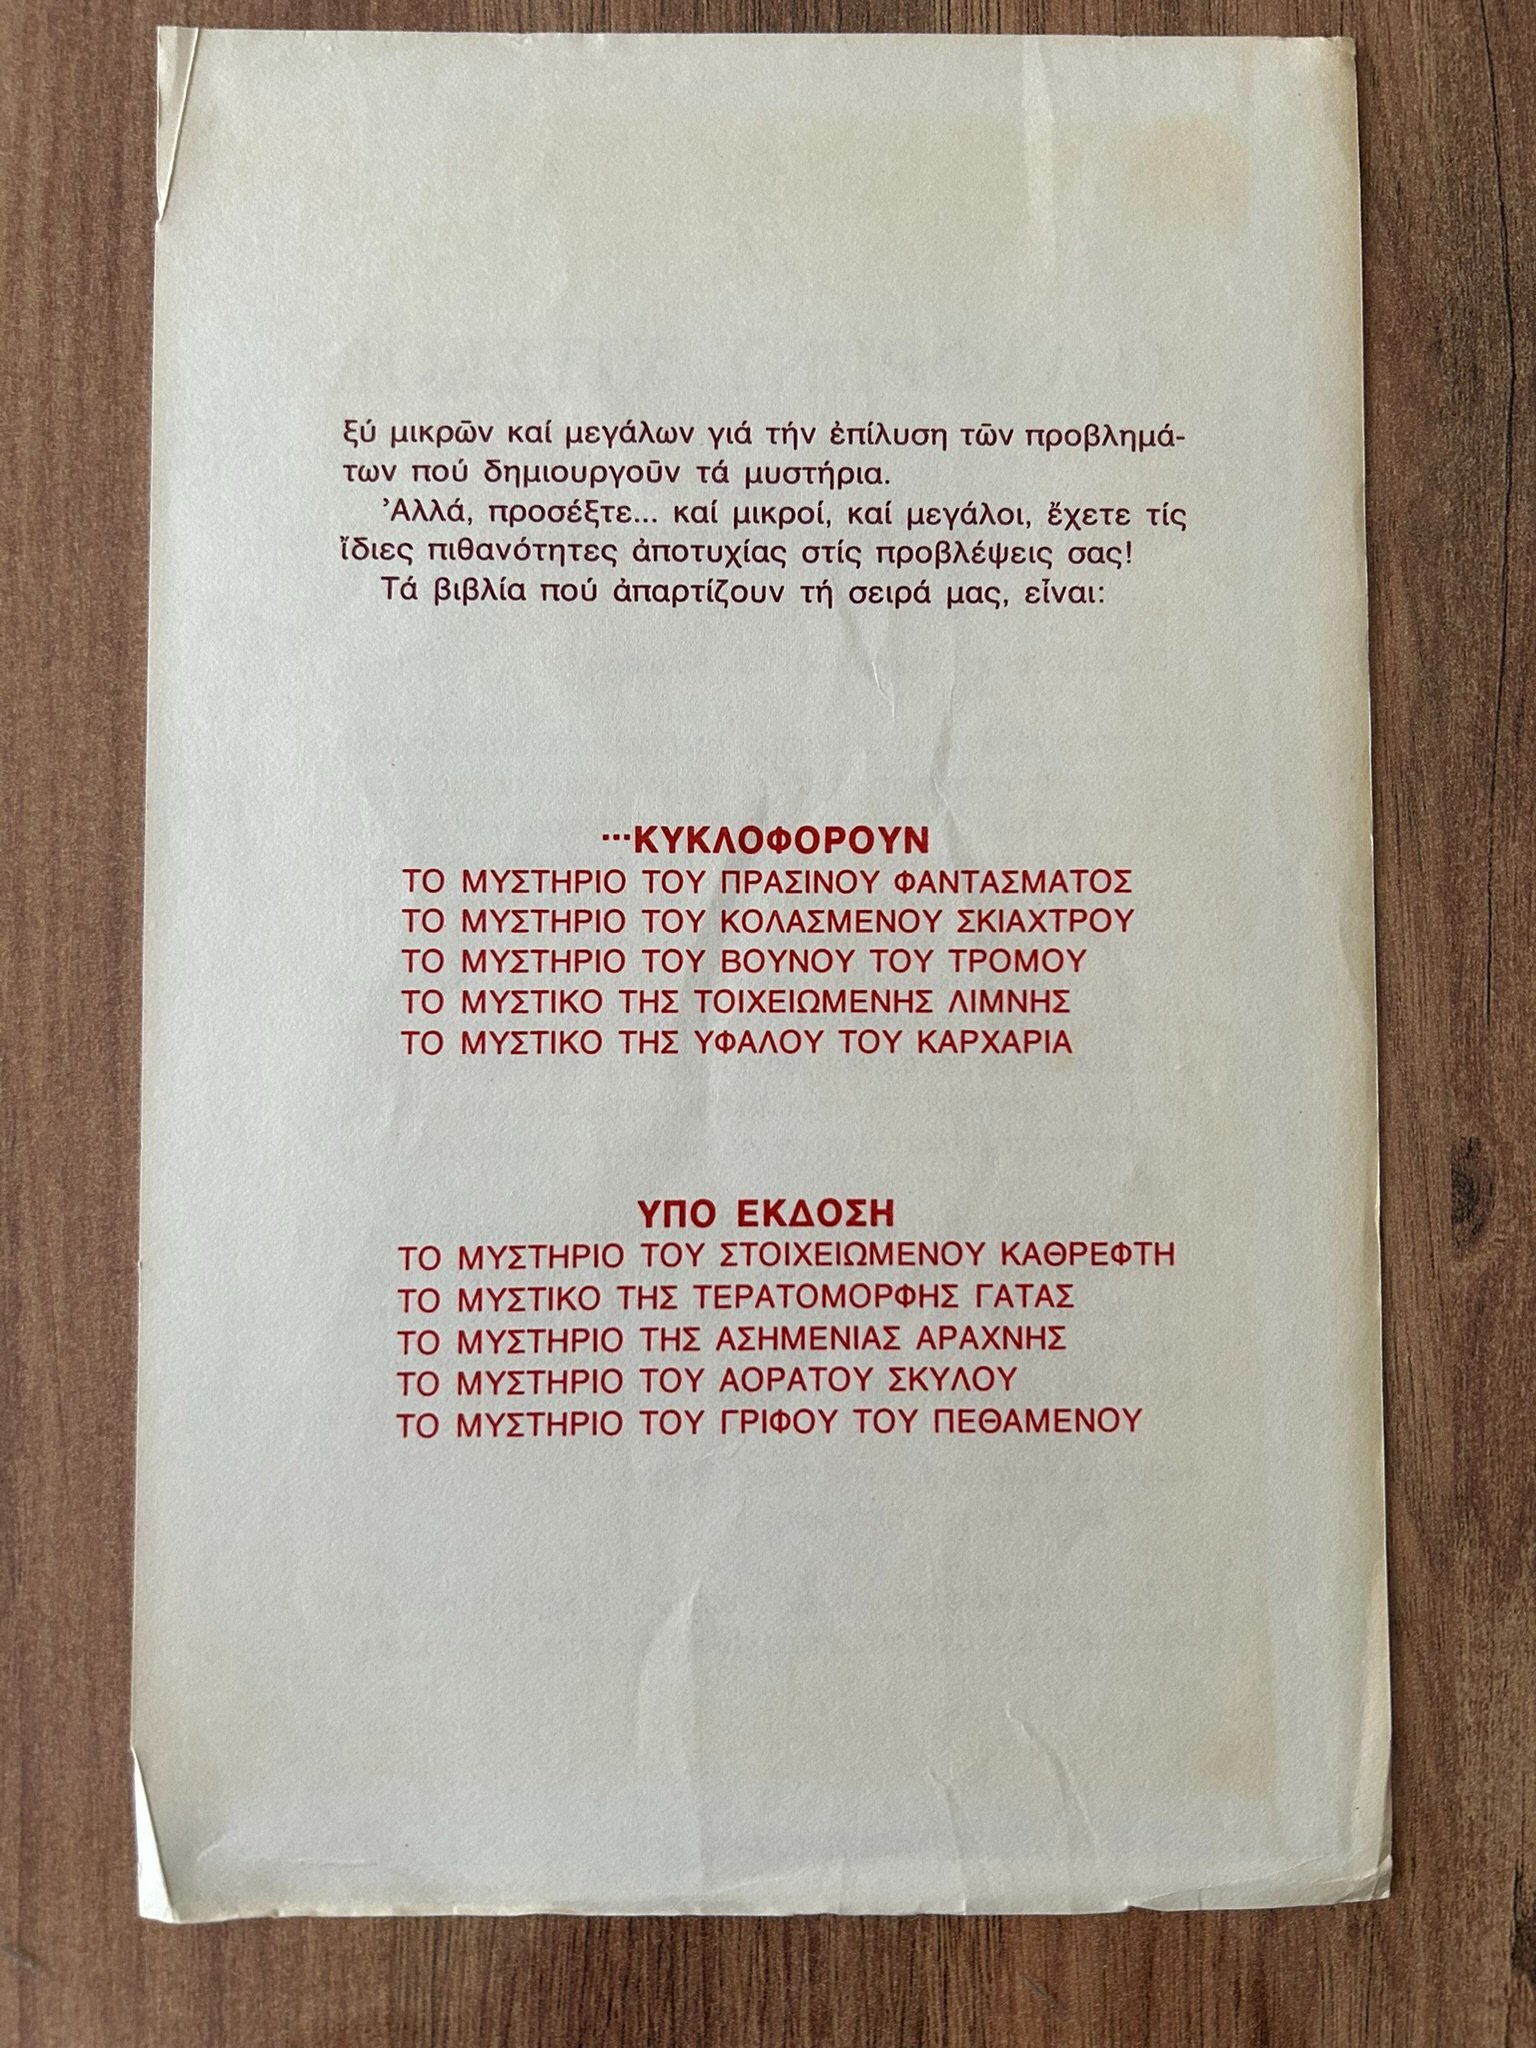 ξύ μικρῶν καί μεγάλων γιά τήν ἐπίλυση τῶν προβλημά-
των πού δημιουργοῦν τά μυστήρια.
Ἀλλά, προσέξτε... καί μικροί, καί μεγάλοι, ἔχετε τίς
ἴδιες πιθανότητες ἀποτυχίας στίς προβλέψεις σας!
Τά βιβλία πού ἀπαρτίζουν τή σειρά μας, εἶναι:
...ΚΥΚΛΟΦΟΡΟΥΝ
ΤΟ ΜΥΣΤΗΡΙΟ ΤΟΥ ΠΡΑΣΙΝΟΥ ΦΑΝΤΑΣΜΑΤΟΣ
ΤΟ ΜΥΣΤΗΡΙΟ ΤΟΥ ΚΟΛΑΣΜΕΝΟΥ ΣΚΙΑΧΤΡΟΥ
ΤΟ ΜΥΣΤΗΡΙΟ ΤΟΥ ΒΟΥΝΟΥ ΤΟΥ ΤΡΟΜΟΥ
ΤΟ ΜΥΣΤΙΚΟ ΤΗΣ ΤΟΙΧΕΙΩΜΕΝΗΣ ΛΙΜΝΗΣ
ΤΟ ΜΥΣΤΙΚΟ ΤΗΣ ΥΦΑΛΟΥ ΤΟΥ ΚΑΡΧΑΡΙΑ
ΥΠΟ ΕΚΔΟΣΗ
ΤΟ ΜΥΣΤΗΡΙΟ ΤΟΥ ΣΤΟΙΧΕΙΩΜΕΝΟΥ ΚΑΘΡΕΦΤΗ
ΤΟ ΜΥΣΤΙΚΟ ΤΗΣ ΤΕΡΑΤΟΜΟΡΦΗΣ ΓΑΤΑΣ
ΤΟ ΜΥΣΤΗΡΙΟ ΤΗΣ ΑΣΗΜΕΝΙΑΣ ΑΡΑΧΝΗΣ
ΤΟ ΜΥΣΤΗΡΙΟ ΤΟΥ ΑΟΡΑΤΟΥ ΣΚΥΛΟΥ
ΤΟ ΜΥΣΤΗΡΙΟ ΤΟΥ ΓΡΙΦΟΥ ΤΟΥ ΠΕΘΑΜΕΝΟΥ